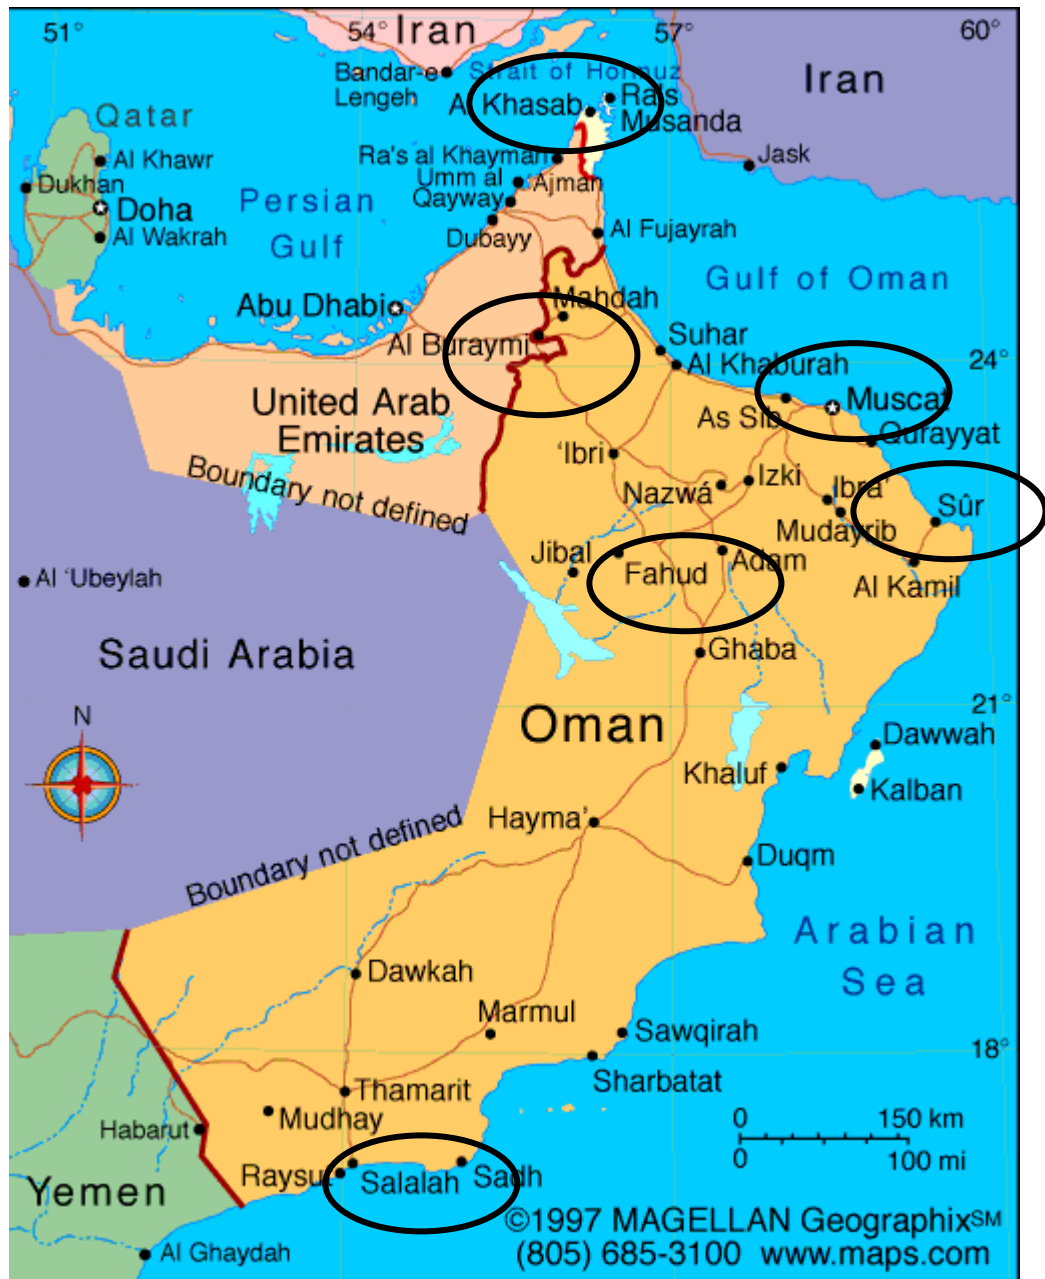 51°
54°
57°
60°
Iran
Bandar-e
Lengeh
Strait of Hormuz
Iran
Al Khasab
Ra's
Musanda
Qatar
Al Khawr
Ra's al Khaymah
Jask
Dukhan
Umm al
Qayway
'Ajman
Doha
Persian
Gulf
Al Wakrah
Dubayy
Al Fujayrah
Gulf of Oman
Abu Dhabi
Mahdah
Al Buraymi
Suhar
Al Khaburah
24°
United Arab
Emirates
As Sib
Muscat
Qurayyat
'Ibri
Boundary not defined
Nazwá
Izki
Ibra'
Sûr
Mudayrib
Jibal
Fahud
Adam
Al Kamil
Al 'Ubeylah
Saudi Arabia
Ghaba
N
Oman
21°
Dawwah
Khaluf
Kalban
Hayma'
Boundary not defined
Duqm
Arabian
Sea
Dawkah
Marmul
Sawqirah
18°
Sharbatat
Thamarit
Mudhay
Habarut
0 150 km
0 100 mi
Raysut
Salalah
Sadh
Yemen
©1997 MAGELLAN Geographix℠
(805) 685-3100 www.maps.com
Al Ghaydah